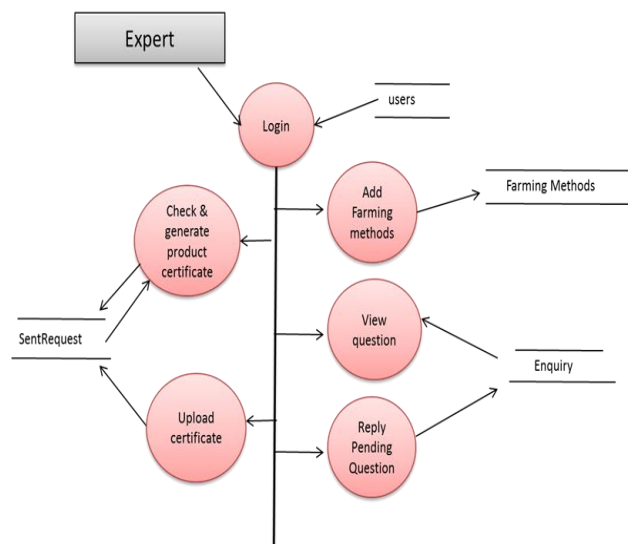 Expert
users
Login
Add
Farming
methods
Farming Methods
Check &
generate
product
certificate
View
question
SentRequest
Enquiry
Upload
certificate
Reply
Pending
Question